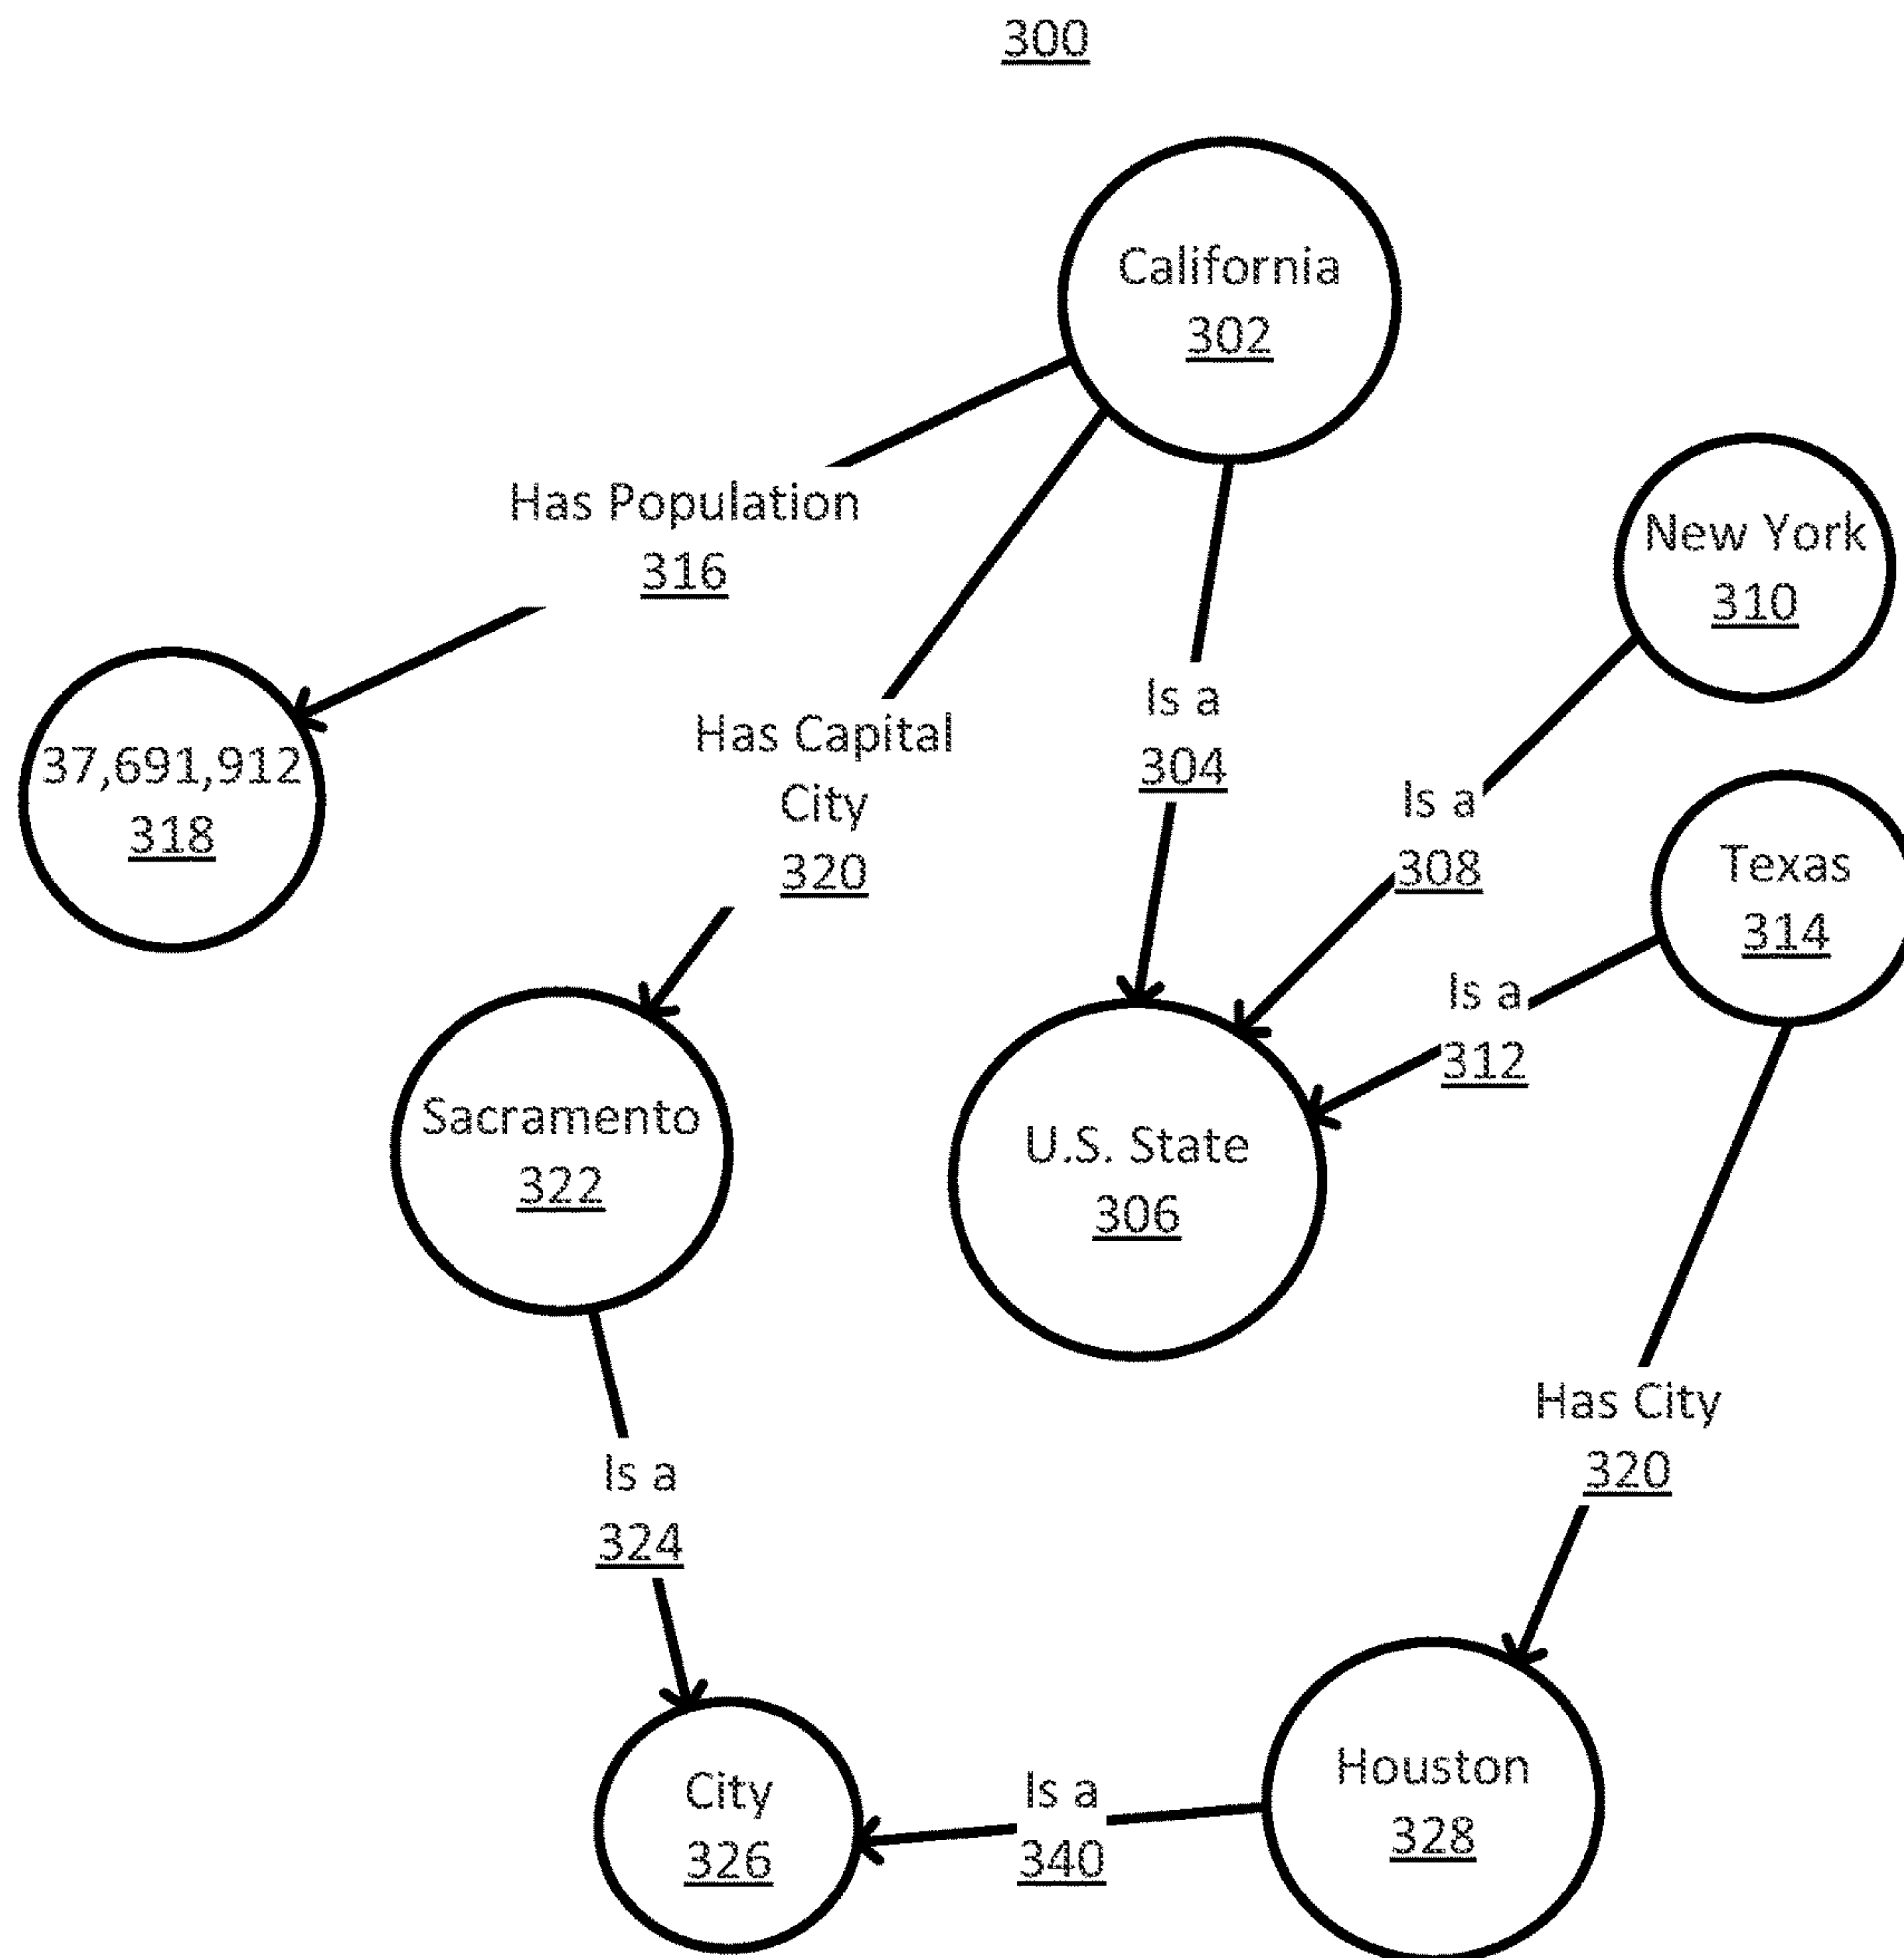 300
California
302
Has Population
316
New York
310
Is a
304
Has Capital
City
320
37,691,912
318
Is a
308
Texas
314
Is a
312
Sacramento
322
U.S. State
306
Has City
320
Is a
324
Houston
328
City
326
Is a
340